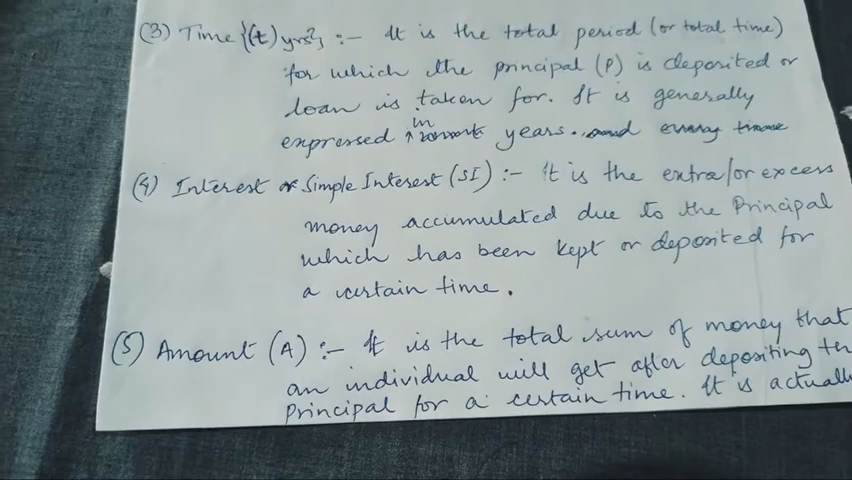 (3) Time {(t) yrs} :- It is the total period (or total time)
for which the principal (P) is deposited or
loan is taken for. It is generally
expressed in years.
(4) Interest or Simple Interest (SI) :- It is the extra/or excess
money accumulated due to the Principal
which has been kept or deposited for
a certain time.
(5) Amount (A) :- It is the total sum of money that
an individual will get after depositing th
Principal for a certain time. It is actually